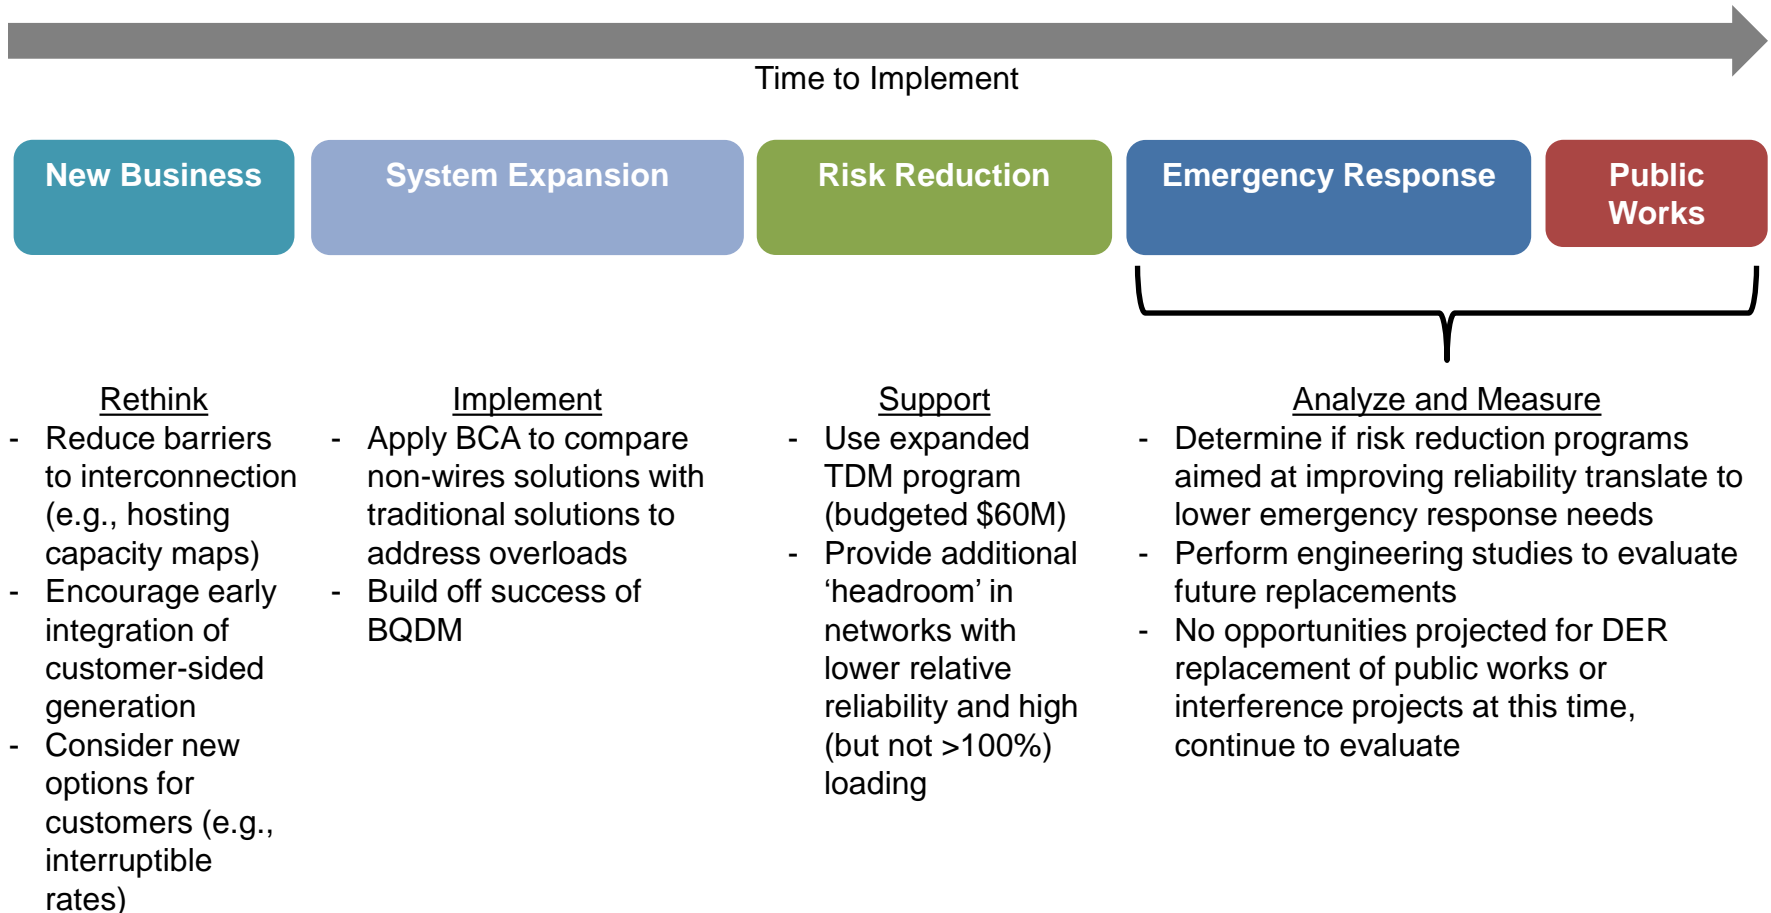 Time to Implement
New Business
System Expansion
Risk Reduction
Emergency Response
Public
Works
Rethink
- Reduce barriers
to interconnection
(e.g., hosting
capacity maps)
- Encourage early
integration of
customer-sided
generation
- Consider new
options for
customers (e.g.,
interruptible
rates)
Implement
- Apply BCA to compare
non-wires solutions with
traditional solutions to
address overloads
- Build off success of
BQDM
Support
- Use expanded
TDM program
(budgeted $60M)
- Provide additional
‘headroom’ in
networks with
lower relative
reliability and high
(but not >100%)
loading
Analyze and Measure
- Determine if risk reduction programs
aimed at improving reliability translate to
lower emergency response needs
- Perform engineering studies to evaluate
future replacements
- No opportunities projected for DER
replacement of public works or
interference projects at this time,
continue to evaluate